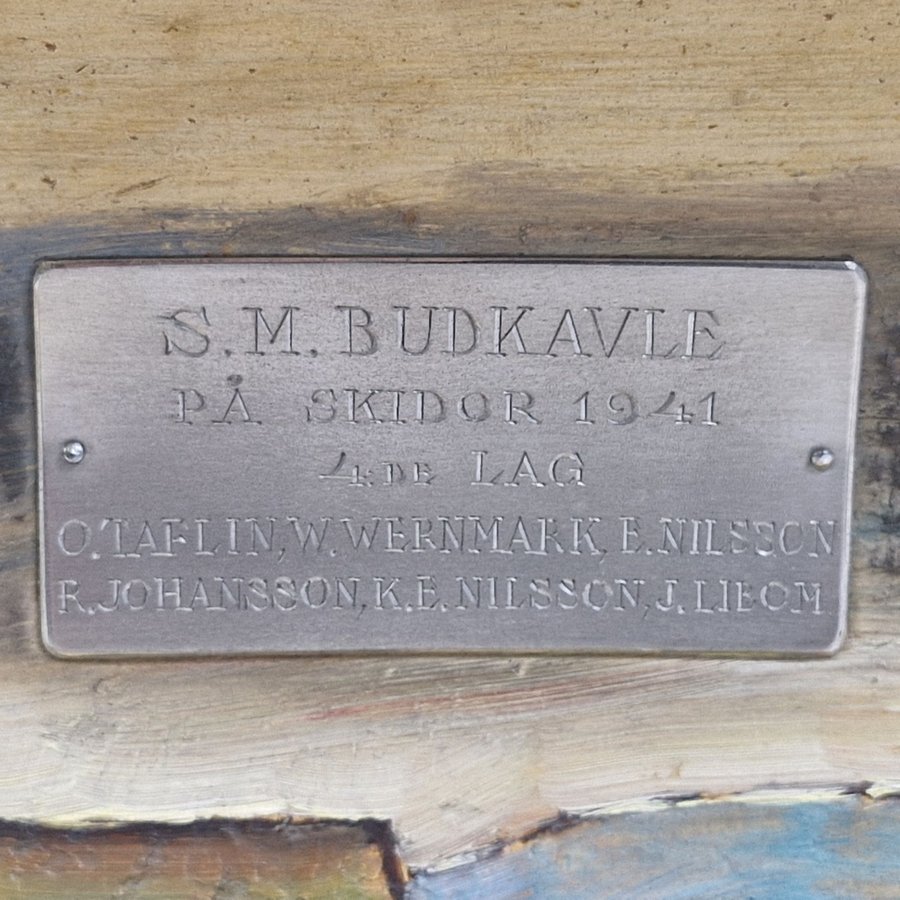 S.M. BUDKAVLE
PÅ SKIDOR 1941
4:DE LAG
O. TAFLIN, W. WERNMARK, E. NILSSON
R. JOHANSSON, K.E. NILSSON, J. LIBOM